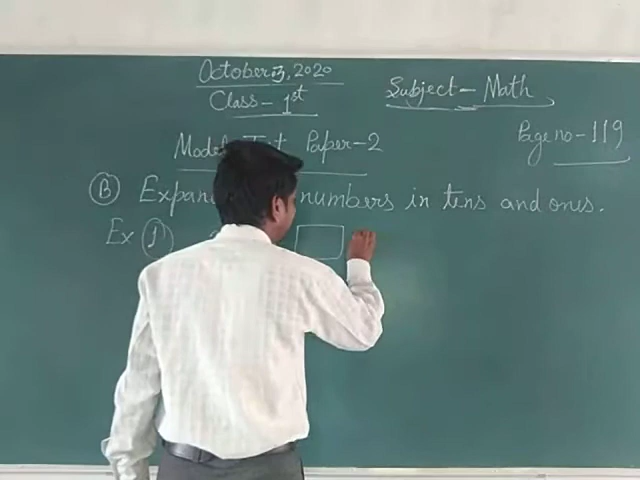 October 3, 2020
Class - 1st
Subject - Math
Model Test Paper - 2
Page no - 119
(B) Expan numbers in tens and ones.
Ex (1)